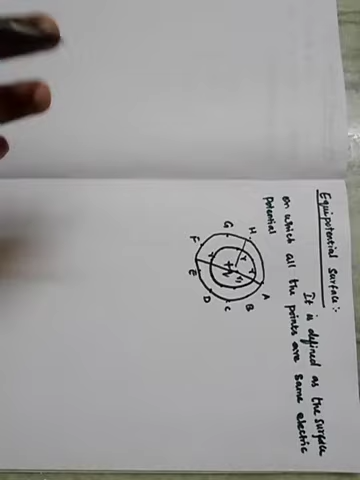 Equipotential Surface:-
It is defined as the surface
on which all the points are same electric
potential
G
H
F
A
E
B
D
C